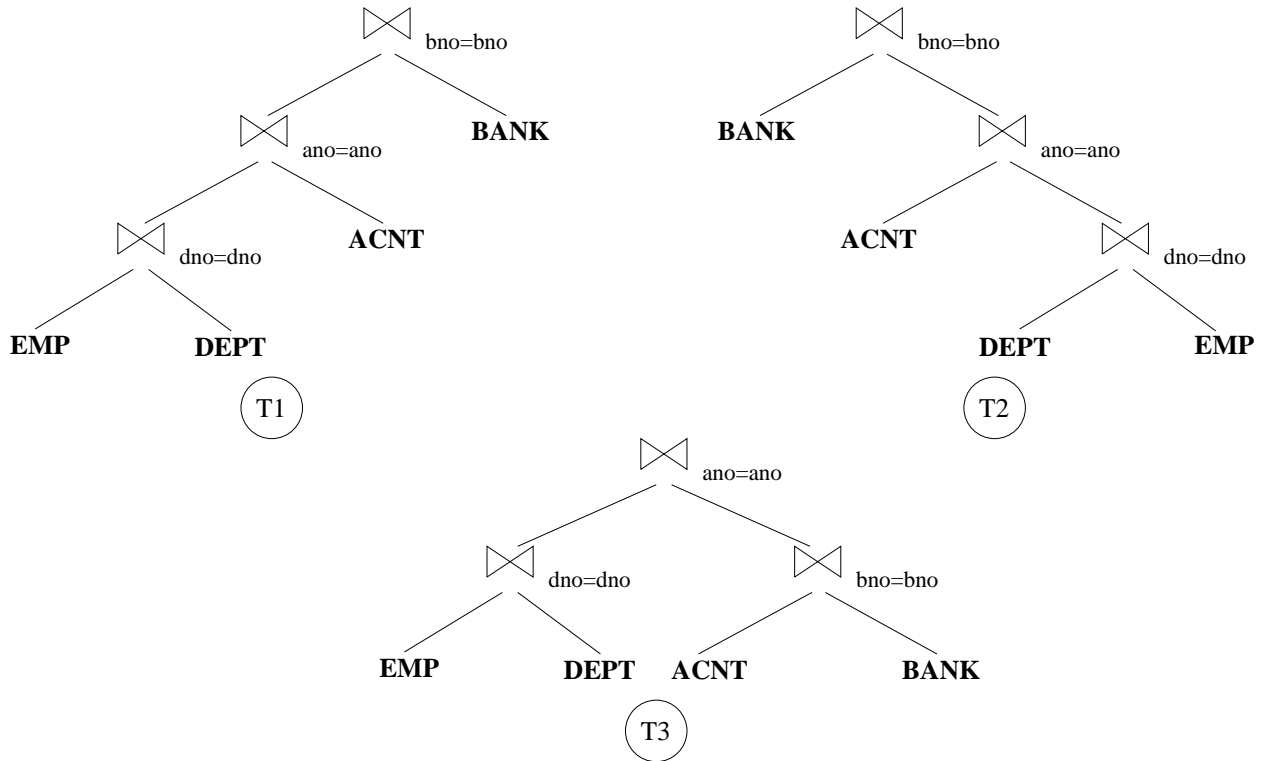 bno=bno
BANK
ano=ano
ACNT
dno=dno
EMP
DEPT
T1
bno=bno
BANK
ano=ano
ACNT
dno=dno
DEPT
EMP
T2
ano=ano
dno=dno
bno=bno
EMP
DEPT
ACNT
BANK
T3